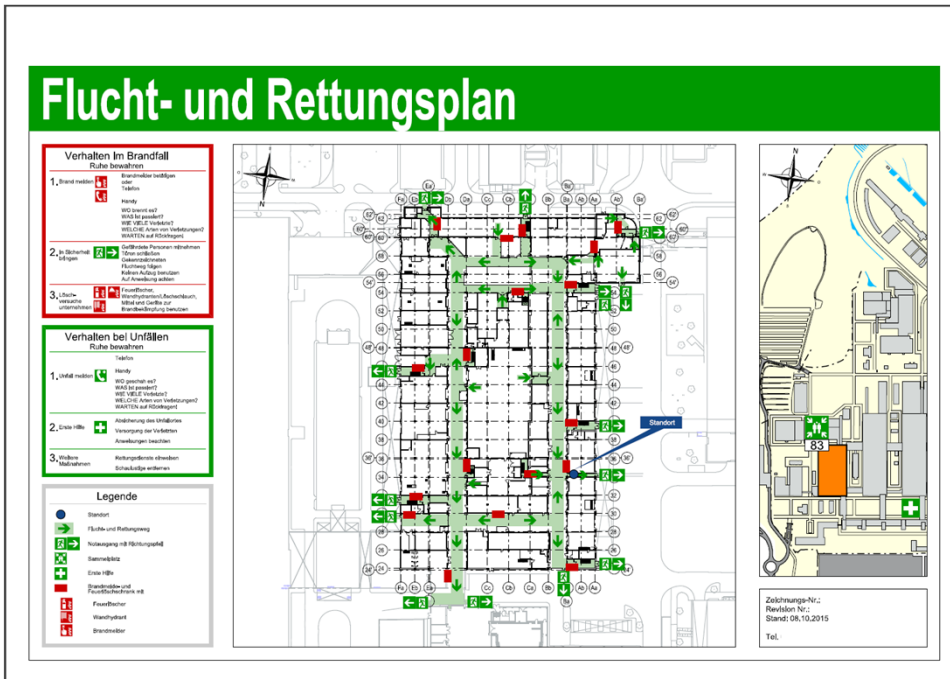 Flucht- und Rettungsplan
Verhalten im Brandfall
Ruhe bewahren
1. Brand melden
Brandmelder betätigen
oder
Telefon
Handy
WO brennt es?
WAS ist passiert?
WIE VIELE Verletzte?
WELCHE Arten von Verletzungen?
WARTEN auf Rückfragen!
2. In Sicherheit
bringen
Gefährdete Personen mitnehmen
Türen schließen
Gekennzeichneten
Fluchtweg folgen
Keinen Aufzug benutzen
Auf Anweisung achten
3. Lösch-
versuche
unternehmen
Feuerlöscher,
Wandhydranten/Löschschlauch,
Mittel und Geräte zur
Brandbekämpfung benutzen
Verhalten bei Unfällen
Ruhe bewahren
Telefon
1. Unfall melden
Handy
WO geschah es?
WAS ist passiert?
WIE VIELE Verletzte?
WELCHE Arten von Verletzungen?
WARTEN auf Rückfragen!
2. Erste Hilfe
Absicherung des Unfallortes
Versorgung der Verletzten
Anweisungen beachten
3. Weitere
Maßnahmen
Rettungsdienste einweisen
Schaulustige entfernen
Legende
Standort
Flucht- und Rettungsweg
Notausgang mit Richtungspfeil
Sammelplatz
Erste Hilfe
Brandmelde- und
Feuerlöschschrank mit
Feuerlöscher
Wandhydrant
Brandmelder
Standort
83
Zeichnungs-Nr.:
Revision Nr.:
Stand: 08.10.2015
Tel.